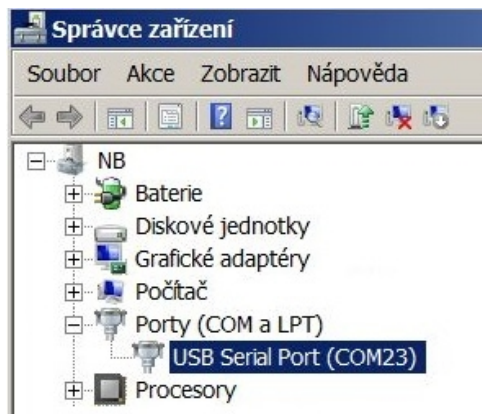 Správce zařízení
Soubor Akce Zobrazit Nápověda
NB
Baterie
Diskové jednotky
Grafické adaptéry
Počítač
Porty (COM a LPT)
USB Serial Port (COM23)
Procesory